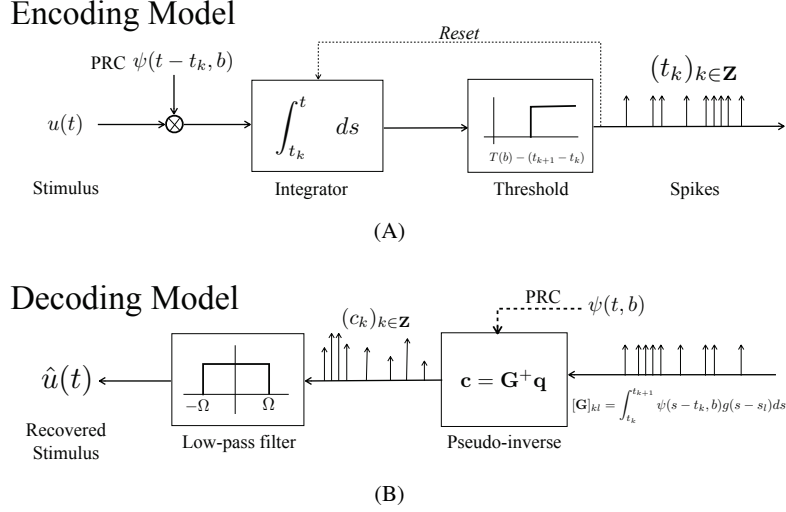 Encoding Model
Reset
PRC ψ(t − t_k, b)
(t_k)_{k∈Z}
u(t)
∫_{t_k}^{t} ds
T(b) − (t_{k+1} − t_k)
Stimulus
Integrator
Threshold
Spikes
(A)
Decoding Model
PRC
ψ(t, b)
(c_k)_{k∈Z}
û(t)
c = G⁺q
−Ω
Ω
[G]_{kl} = ∫_{t_k}^{t_{k+1}} ψ(s − t_k, b)g(s − s_l)ds
Recovered
Stimulus
Low-pass filter
Pseudo-inverse
(B)